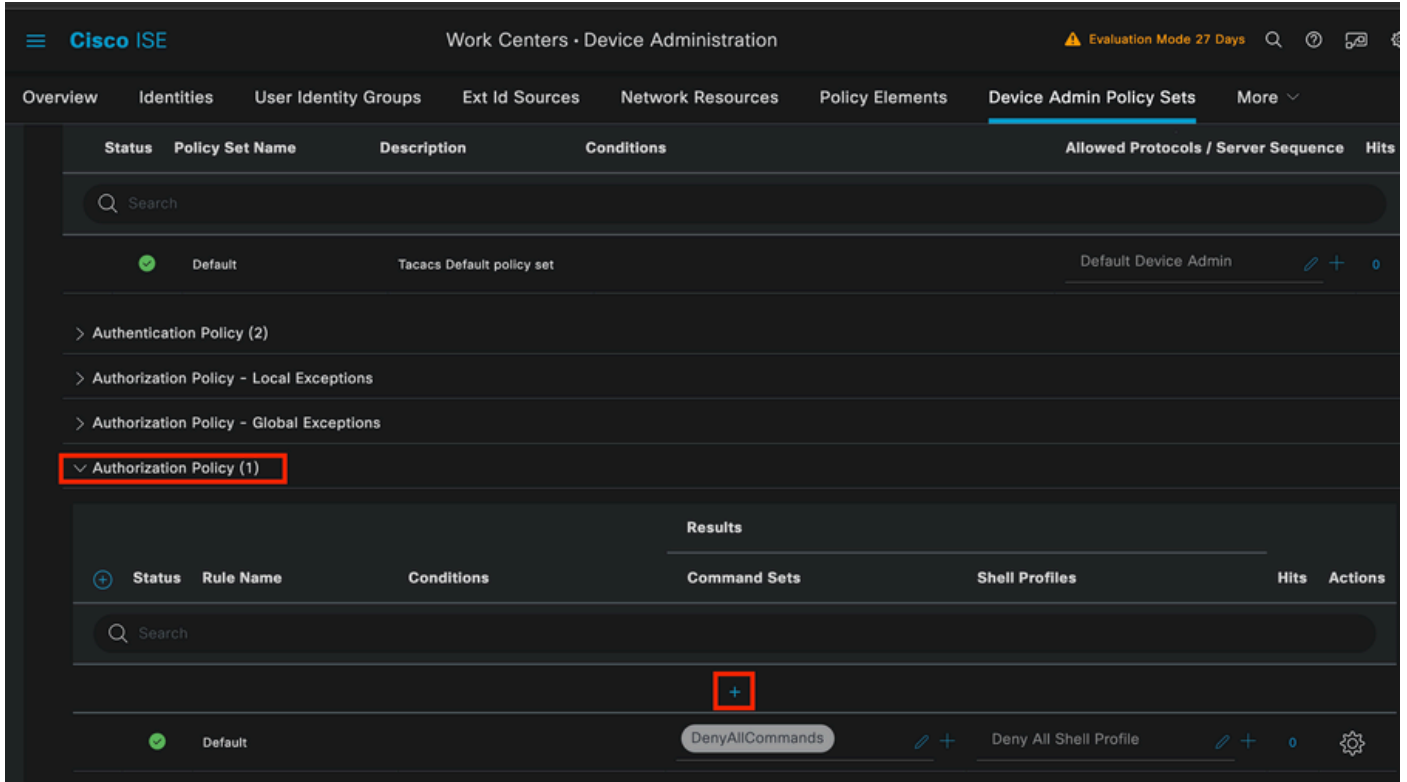 Cisco ISE Work Centers · Device Administration Evaluation Mode 27 Days
Overview Identities User Identity Groups Ext Id Sources Network Resources Policy Elements Device Admin Policy Sets More
Status Policy Set Name Description Conditions Allowed Protocols / Server Sequence Hits
Search
Default Tacacs Default policy set Default Device Admin + 0
Authentication Policy (2)
Authorization Policy - Local Exceptions
Authorization Policy - Global Exceptions
Authorization Policy (1)
Results
+ Status Rule Name Conditions Command Sets Shell Profiles Hits Actions
Search
+
Default DenyAllCommands + Deny All Shell Profile + 0